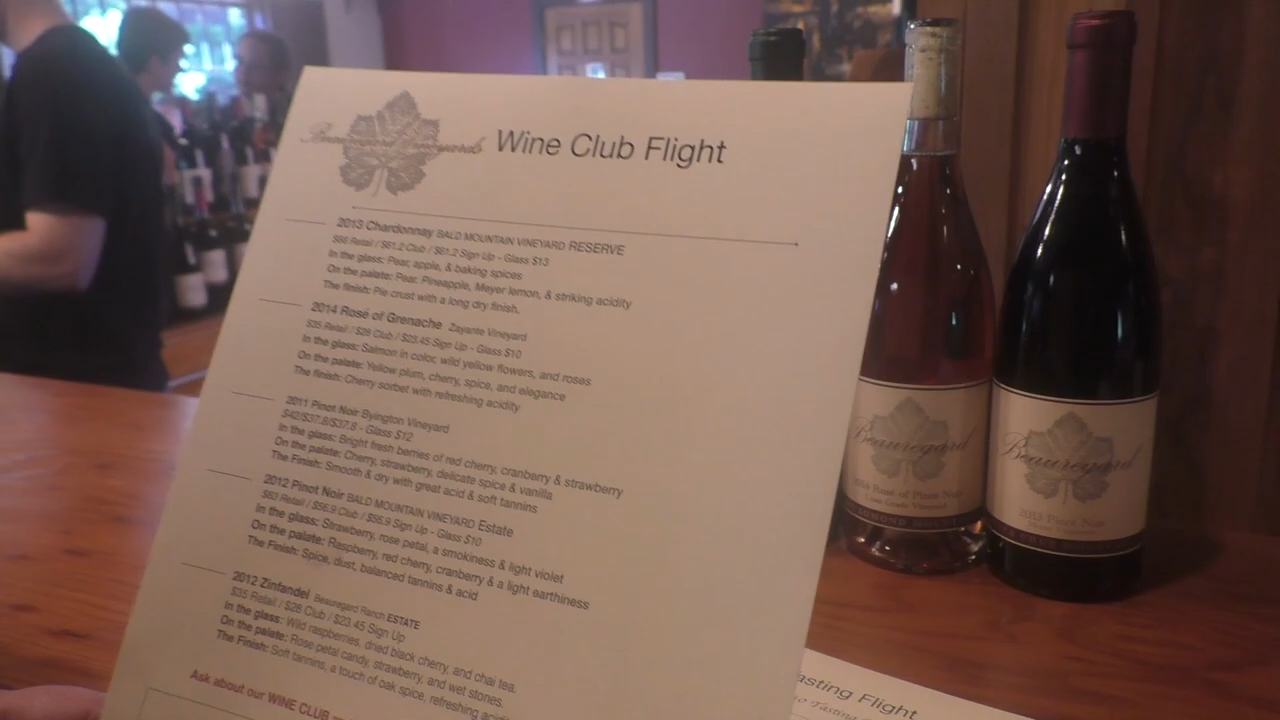 Beauregard Vineyards
Wine Club Flight
2013 Chardonnay BALD MOUNTAIN VINEYARD RESERVE
$68 Retail / $61.2 Club / $61.2 Sign Up - Glass $13
In the glass: Pear, apple, & baking spices
On the palate: Pear, Pineapple, Meyer lemon, & striking acidity
The finish: Pie crust with a long dry finish.
2014 Rosé of Grenache Zayante Vineyard
$35 Retail / $28 Club / $23.45 Sign Up - Glass $10
In the glass: Salmon in color, wild yellow flowers, and roses
On the palate: Yellow plum, cherry, spice, and elegance
The finish: Cherry sorbet with refreshing acidity
2011 Pinot Noir Byington Vineyard
$42/$37.8/$37.8 - Glass $12
In the glass: Bright fresh berries of red cherry, cranberry & strawberry
On the palate: Cherry, strawberry, delicate spice & vanilla
The Finish: Smooth & dry with great acid & soft tannins
2012 Pinot Noir BALD MOUNTAIN VINEYARD Estate
$63 Retail / $56.9 Club / $56.9 Sign Up - Glass $10
In the glass: Strawberry, rose petal, a smokiness & light violet
On the palate: Raspberry, red cherry, cranberry & a light earthiness
The Finish: Spice, dust, balanced tannins & acid
2012 Zinfandel Beauregard Ranch ESTATE
$35 Retail / $28 Club / $23.45 Sign Up
In the glass: Wild raspberries, dried black cherry, and chai tea.
On the palate: Rose petal candy, strawberry, and wet stones.
The Finish: Soft tannins, a touch of oak spice, refreshing
Ask about our WINE CLUB
Beauregard
2014 Rosé of Pinot Noir
Beauregard
2013 Pinot Noir
asting Flight
Tasting